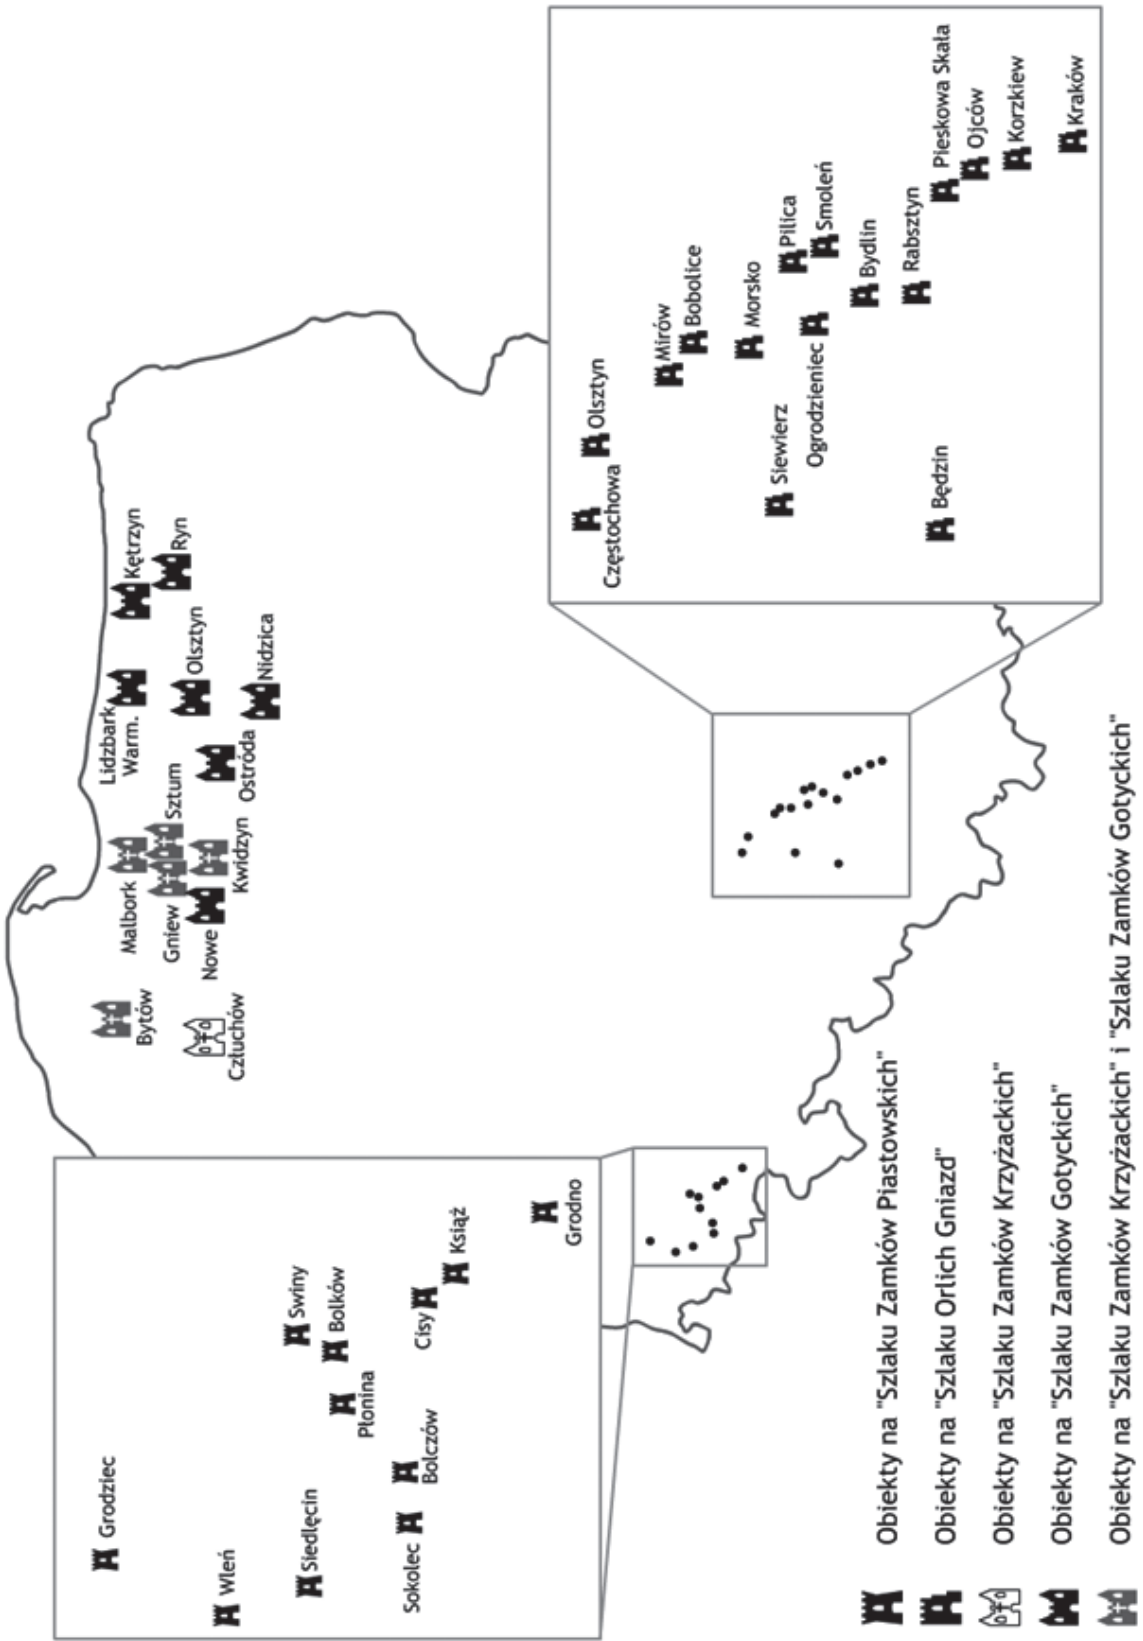 Grodziec
Wleń
Siedlęcin
Swiny
Bolków
Płonina
Sokolec
Bolczów
Cisy
Książ
Grodno
Bytów
Człuchów
Malbork
Gniew
Nowe
Sztum
Kwidzyn
Lidzbark
Warm.
Kętrzyn
Ryn
Olsztyn
Ostróda
Nidzica
Częstochowa
Olsztyn
Mirów
Bobolice
Morsko
Siewierz
Pilica
Ogrodzieniec
Smoleń
Bydlin
Rabsztyn
Będzin
Pieskowa Skała
Ojców
Korzkiew
Kraków
Obiekty na "Szlaku Zamków Piastowskich"
Obiekty na "Szlaku Orlich Gniazd"
Obiekty na "Szlaku Zamków Krzyżackich"
Obiekty na "Szlaku Zamków Gotyckich"
Obiekty na "Szlaku Zamków Krzyżackich" i "Szlaku Zamków Gotyckich"